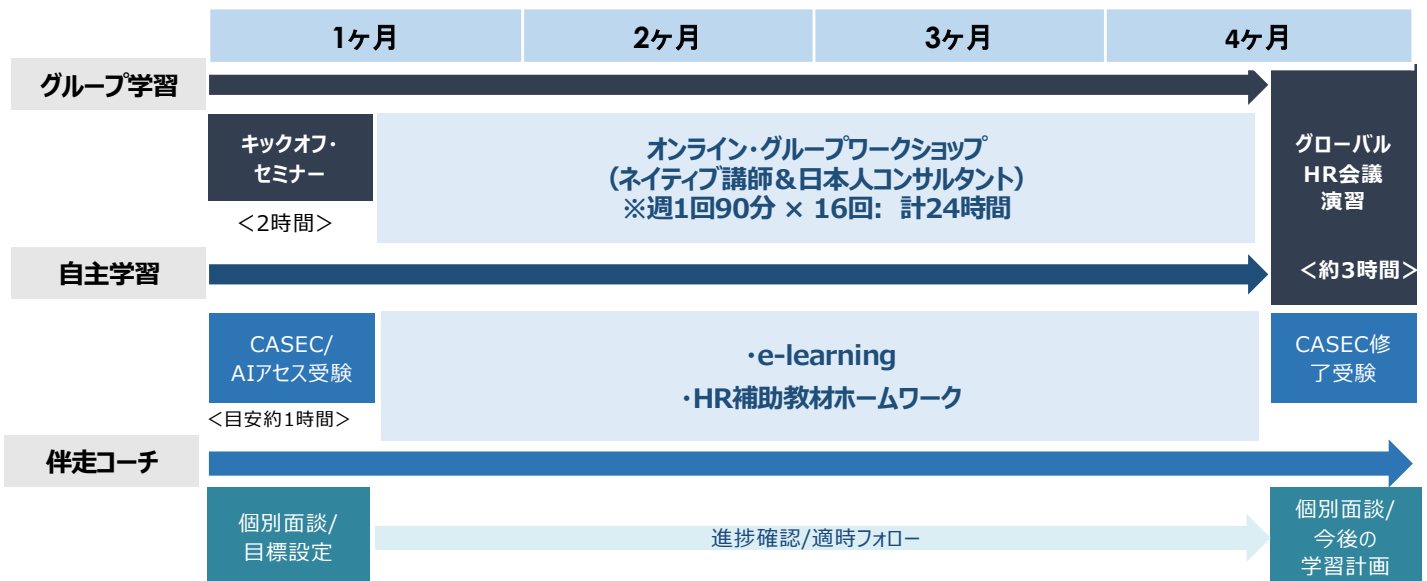 1ヶ月
2ヶ月
3ヶ月
4ヶ月
グループ学習
キックオフ・
セミナー
＜2時間＞
オンライン・グループワークショップ
（ネイティブ講師＆日本人コンサルタント）
※週1回90分 × 16回: 計24時間
グローバル
HR会議
演習
＜約3時間＞
自主学習
CASEC/
AIアセス受験
＜目安約1時間＞
・e-learning
・HR補助教材ホームワーク
CASEC修
了受験
伴走コーチ
個別面談/
目標設定
進捗確認/適時フォロー
個別面談/
今後の
学習計画